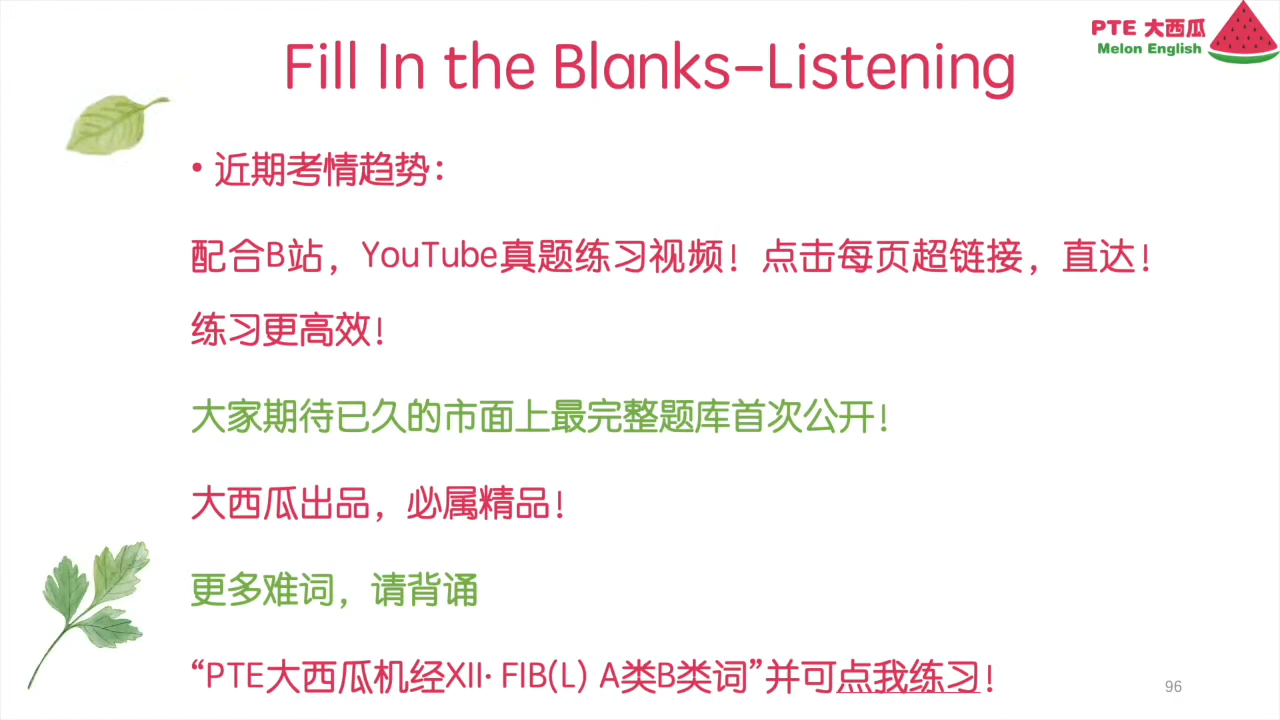 PTE 大西瓜
Melon English
Fill In the Blanks-Listening
• 近期考情趋势：
配合B站，YouTube真题练习视频！点击每页超链接，直达！
练习更高效！
大家期待已久的市面上最完整题库首次公开！
大西瓜出品，必属精品！
更多难词，请背诵
“PTE大西瓜机经XII· FIB(L) A类B类词”并可点我练习！
96